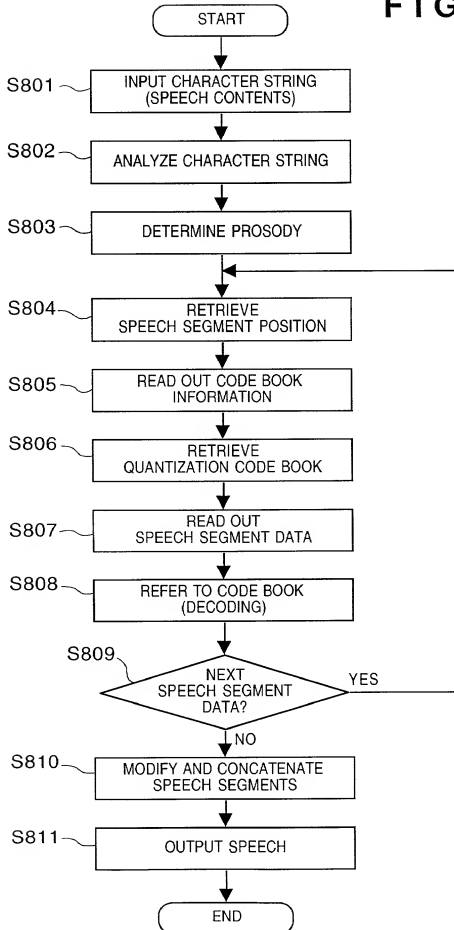 FIG
START
S801
INPUT CHARACTER STRING
(SPEECH CONTENTS)
S802
ANALYZE CHARACTER STRING
S803
DETERMINE PROSODY
S804
RETRIEVE
SPEECH SEGMENT POSITION
S805
READ OUT CODE BOOK
INFORMATION
S806
RETRIEVE
QUANTIZATION CODE BOOK
S807
READ OUT
SPEECH SEGMENT DATA
S808
REFER TO CODE BOOK
(DECODING)
S809
NEXT
SPEECH SEGMENT
DATA?
YES
NO
S810
MODIFY AND CONCATENATE
SPEECH SEGMENTS
S811
OUTPUT SPEECH
END